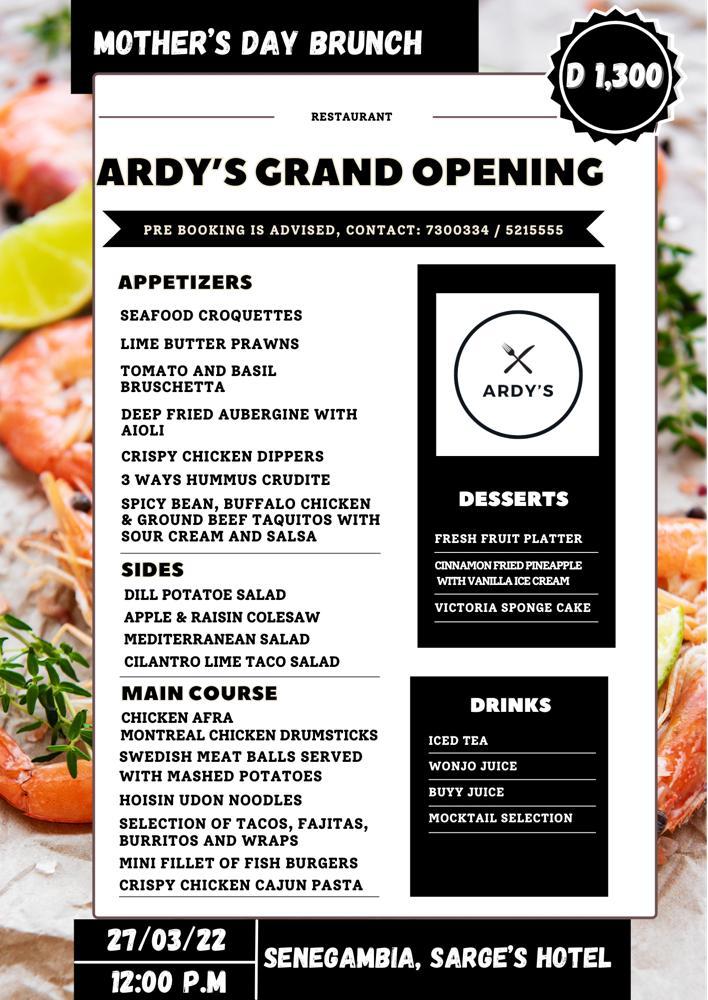 MOTHER'S DAY BRUNCH
D 1,300
RESTAURANT
ARDY'S GRAND OPENING
PRE BOOKING IS ADVISED, CONTACT: 7300334 / 5215555
APPETIZERS
SEAFOOD CROQUETTES
LIME BUTTER PRAWNS
TOMATO AND BASIL
BRUSCHETTA
DEEP FRIED AUBERGINE WITH
AIOLI
CRISPY CHICKEN DIPPERS
3 WAYS HUMMUS CRUDITE
SPICY BEAN, BUFFALO CHICKEN
& GROUND BEEF TAQUITOS WITH
SOUR CREAM AND SALSA
SIDES
DILL POTATOE SALAD
APPLE & RAISIN COLESAW
MEDITERRANEAN SALAD
CILANTRO LIME TACO SALAD
MAIN COURSE
CHICKEN AFRA
MONTREAL CHICKEN DRUMSTICKS
SWEDISH MEAT BALLS SERVED
WITH MASHED POTATOES
HOISIN UDON NOODLES
SELECTION OF TACOS, FAJITAS,
BURRITOS AND WRAPS
MINI FILLET OF FISH BURGERS
CRISPY CHICKEN CAJUN PASTA
ARDY'S
DESSERTS
FRESH FRUIT PLATTER
CINNAMON FRIED PINEAPPLE
WITH VANILLA ICE CREAM
VICTORIA SPONGE CAKE
DRINKS
ICED TEA
WONJO JUICE
BUYY JUICE
MOCKTAIL SELECTION
27/03/22
12:00 P.M
SENEGAMBIA, SARGE'S HOTEL